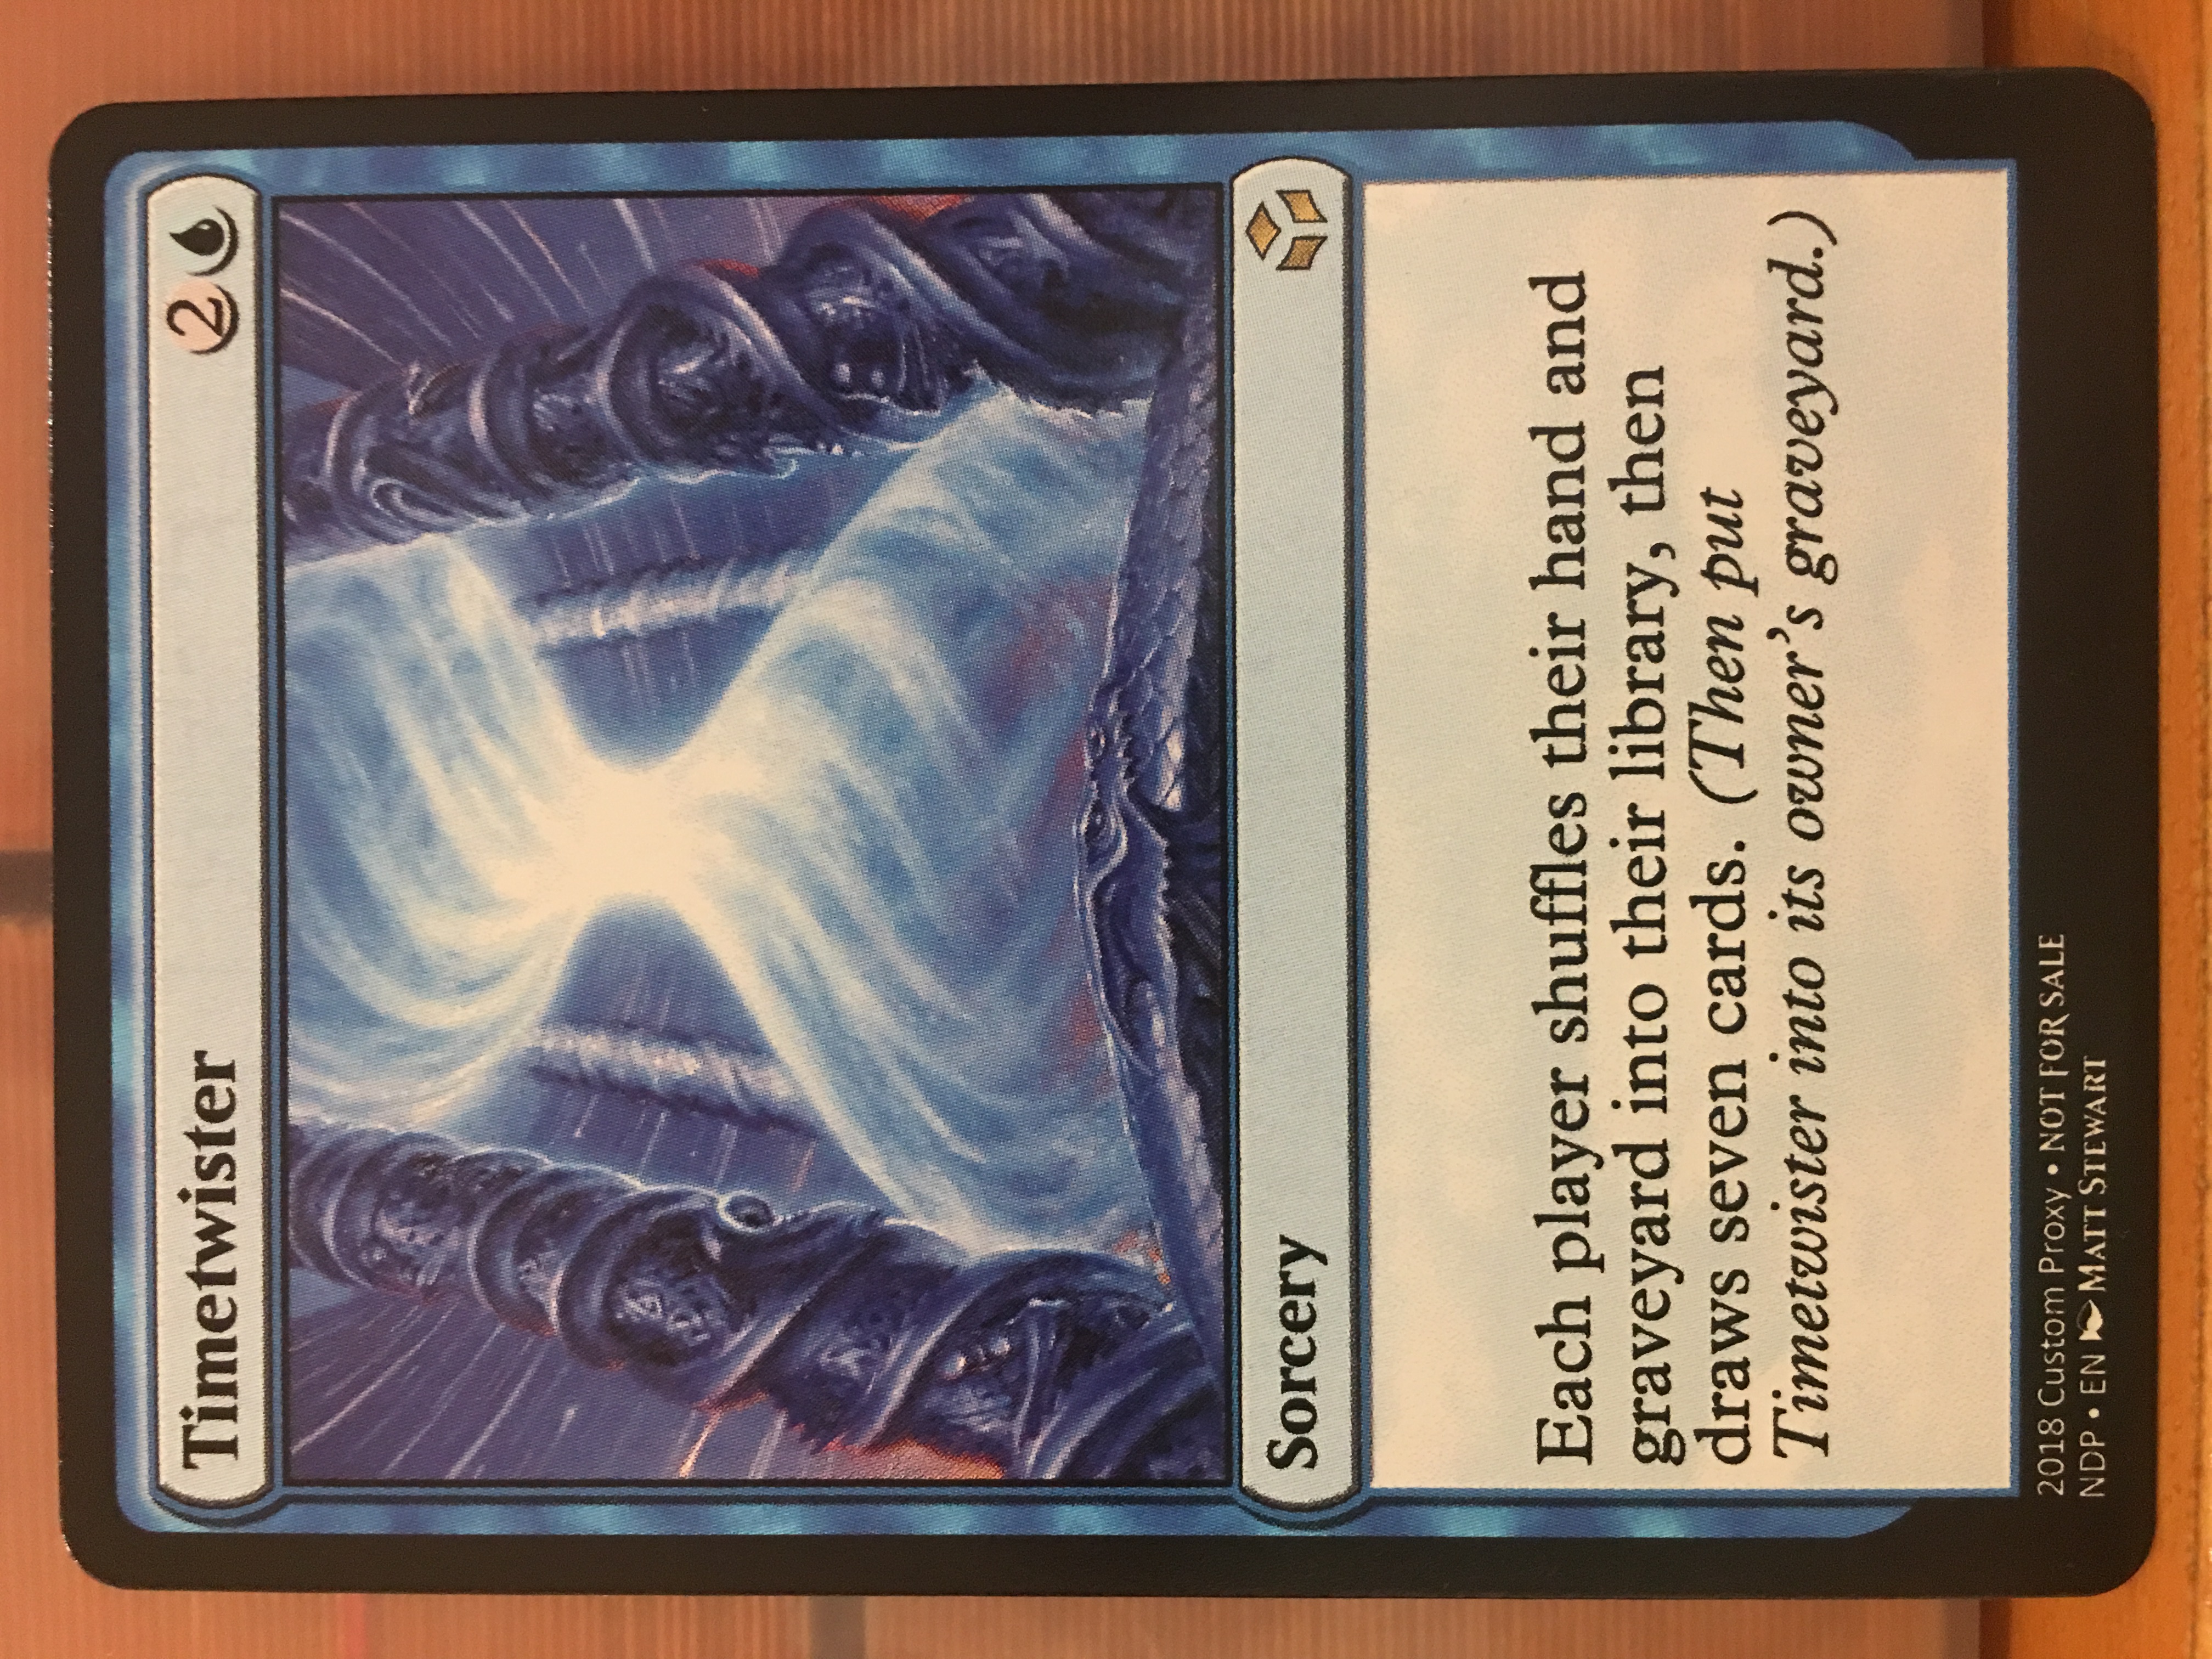 Timetwister 2
Sorcery
Each player shuffles their hand and
graveyard into their library, then
draws seven cards. (Then put
Timetwister into its owner's graveyard.)
2018 Custom Proxy • NOT FOR SALE
NDP • EN MATT STEWART